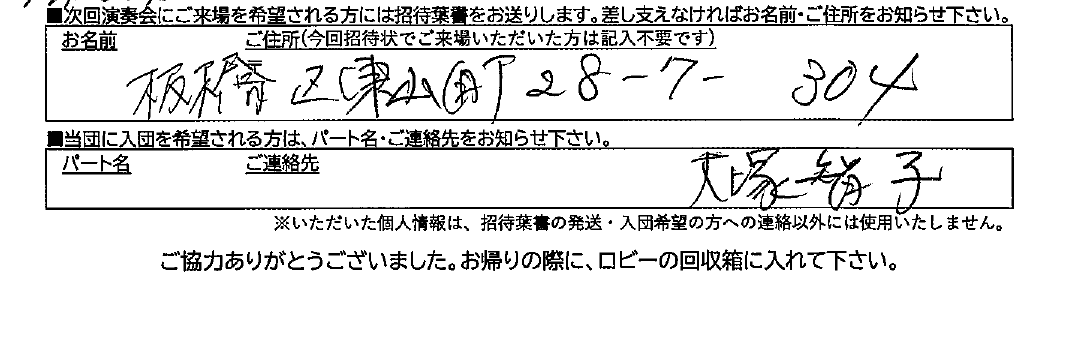 ■次回演奏会にご来場を希望される方には招待葉書をお送りします。差し支えなければお名前・ご住所をお知らせ下さい。
お名前 ご住所(今回招待状でご来場いただいた方は記入不要です)
板橋区東山町28-7- 304
■当団に入団を希望される方は、パート名・ご連絡先をお知らせ下さい。
パート名 ご連絡先
大塚智子
※いただいた個人情報は、招待葉書の発送・入団希望の方への連絡以外には使用いたしません。
ご協力ありがとうございました。お帰りの際に、ロビーの回収箱に入れて下さい。